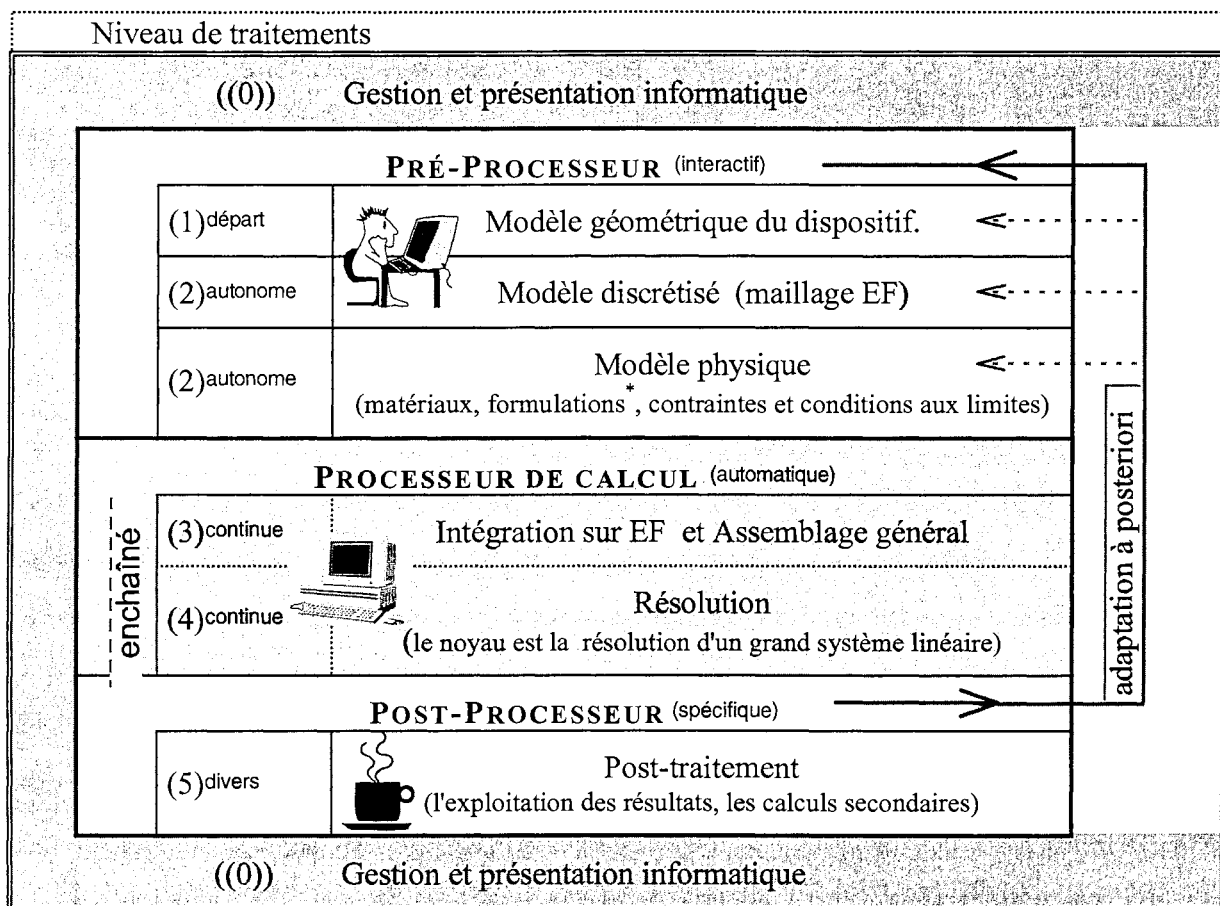 Niveau de traitements
((0)) Gestion et présentation informatique
PRÉ-PROCESSEUR (interactif)
(1) départ Modèle géométrique du dispositif.
(2) autonome Modèle discrétisé (maillage EF)
(2) autonome Modèle physique
(matériaux, formulations*, contraintes et conditions aux limites)
PROCESSEUR DE CALCUL (automatique)
(3) continue Intégration sur EF et Assemblage général
(4) continue Résolution
(le noyau est la résolution d'un grand système linéaire)
enchaîné
adaptation à posteriori
POST-PROCESSEUR (spécifique)
(5) divers Post-traitement
(l'exploitation des résultats, les calculs secondaires)
((0)) Gestion et présentation informatique